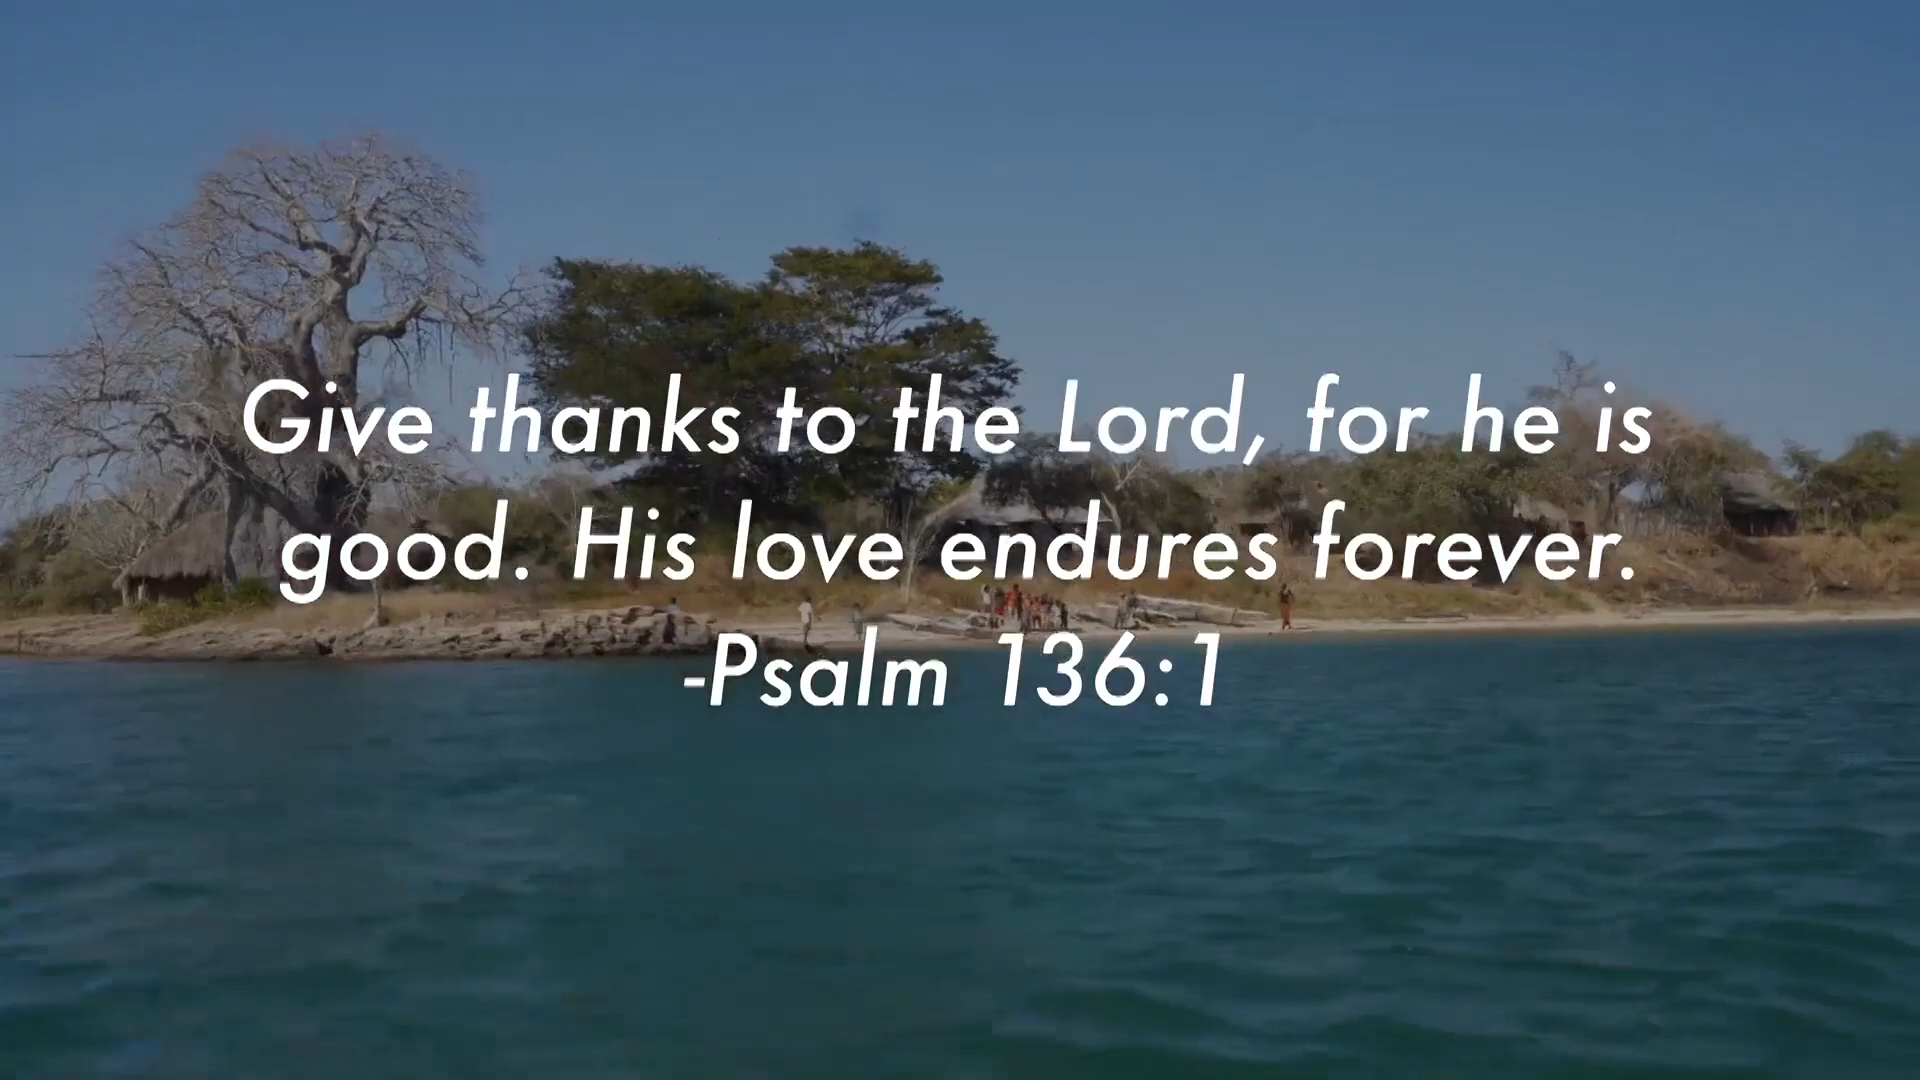 Give thanks to the Lord, for he is
good. His love endures forever.
-Psalm 136:1